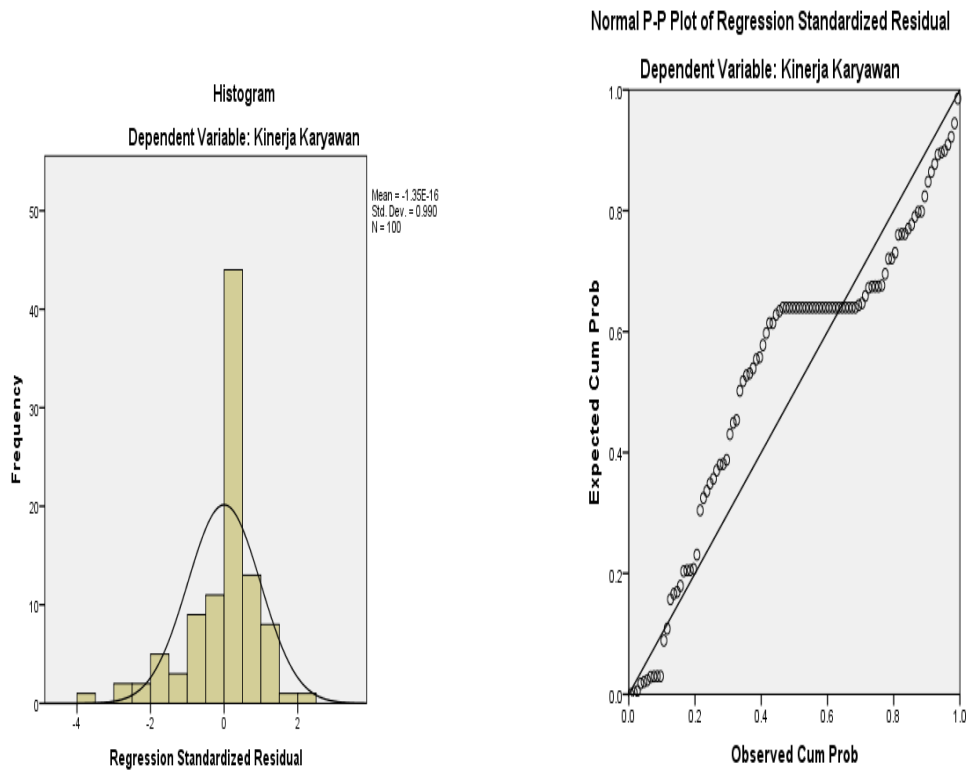 Histogram
Dependent Variable: Kinerja Karyawan
Mean = -1.35E-16
Std. Dev. = 0.990
N = 100
Frequency
50
40
30
20
10
0
-4 -2 0 2
Regression Standardized Residual
Normal P-P Plot of Regression Standardized Residual
Dependent Variable: Kinerja Karyawan
Expected Cum Prob
1.0
0.8
0.6
0.4
0.2
0.0
0.0 0.2 0.4 0.6 0.8 1.0
Observed Cum Prob